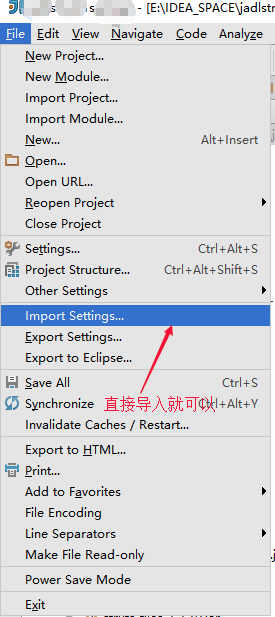 s - [E:\IDEA_SPACE\jadlstr
File Edit View Navigate Code Analyze
New Project...
New Module...
Import Project...
Import Module...
New... Alt+Insert
Open...
Open URL...
Reopen Project
Close Project
Settings... Ctrl+Alt+S
Project Structure... Ctrl+Alt+Shift+S
Other Settings
Import Settings...
Export Settings...
Export to Eclipse...
Save All Ctrl+S
Synchronize 直接导入就可以 Ctrl+Alt+Y
Invalidate Caches / Restart...
Export to HTML...
Print...
Add to Favorites
File Encoding
Line Separators
Make File Read-only
Power Save Mode
Exit